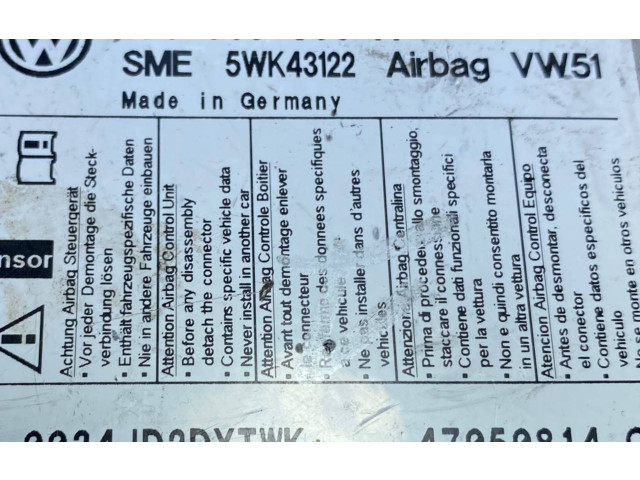 SME 5WK43122 Airbag VW51
Made in Germany
nsor
Achtung Airbag Steuergerät
• Vor jeder Demontage die Steck-
verbindung lösen
• Enthält fahrzeugspezifische Daten
• Nie in andere Fahrzeuge einbauen
Attention Airbag Control Unit
• Before any disassembly
detach the connector
• Contains specific vehicle data
• Never install in another car
Attention Airbag Controle Boitier
• Avant tout demontage enlever
le connecteur
• des donnees specifiques
a ce vehicule
• Ne pas installer dans d'autres
vehicules
Attenzione Airbag Centralina
• Prima di procedere allo smontaggio,
staccare il connessione
• Contiene dati funzionali specifici
per la vettura
• Non e quindi consentito montarla
in un altra vettura
Atencion Airbag Control Equipo
• Antes de desmontar, desconecta
el conector
• Contiene datos especificos del
vehiculo
• No se monte en otros vehiculos